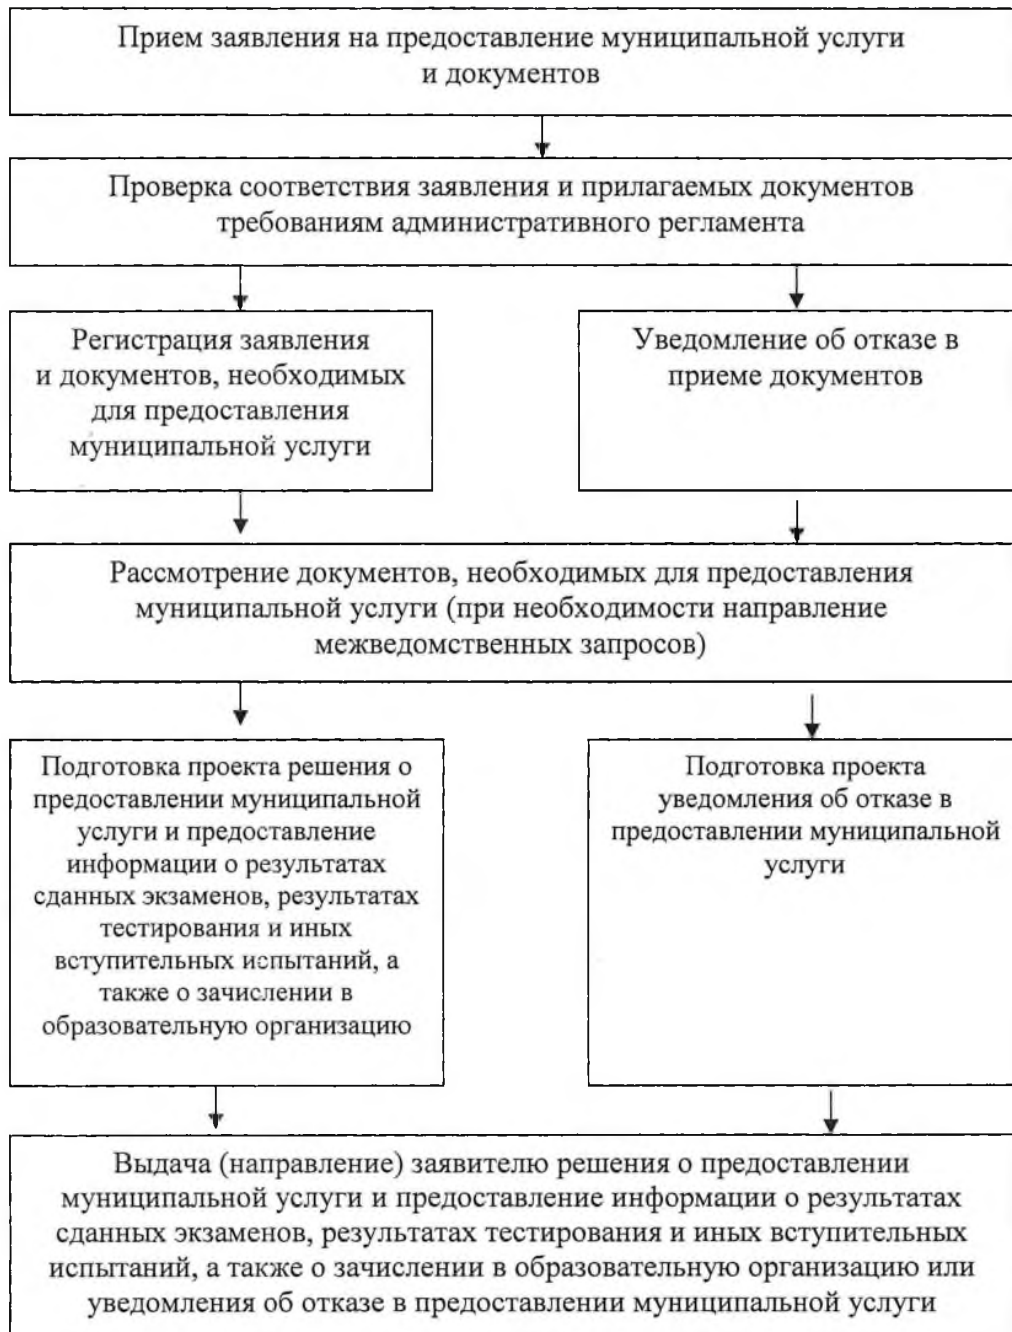 Прием заявления на предоставление муниципальной услуги
и документов
Проверка соответствия заявления и прилагаемых документов
требованиям административного регламента
Регистрация заявления
и документов, необходимых
для предоставления
муниципальной услуги
Уведомление об отказе в
приеме документов
Рассмотрение документов, необходимых для предоставления
муниципальной услуги (при необходимости направление
межведомственных запросов)
Подготовка проекта решения о
предоставлении муниципальной
услуги и предоставление
информации о результатах
сданных экзаменов, результатах
тестирования и иных
вступительных испытаний, а
также о зачислении в
образовательную организацию
Подготовка проекта
уведомления об отказе в
предоставлении муниципальной
услуги
Выдача (направление) заявителю решения о предоставлении
муниципальной услуги и предоставление информации о результатах
сданных экзаменов, результатах тестирования и иных вступительных
испытаний, а также о зачислении в образовательную организацию или
уведомления об отказе в предоставлении муниципальной услуги